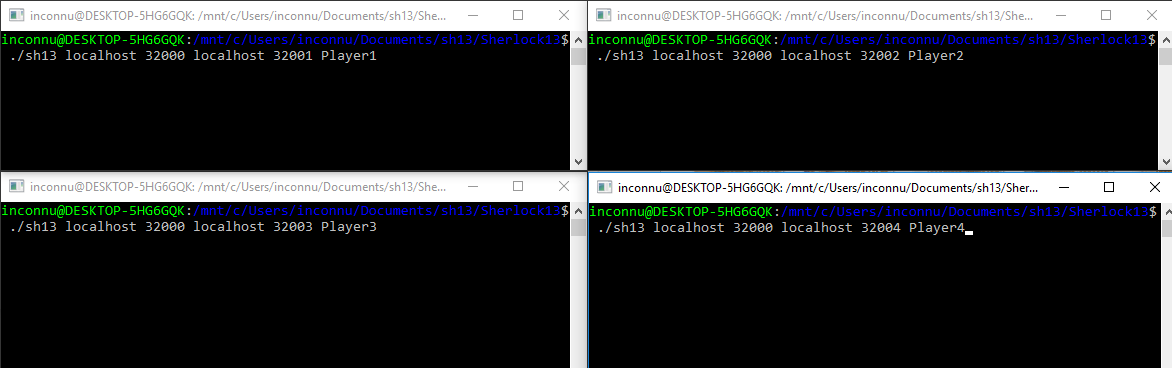 inconnu@DESKTOP-5HG6GQK: /mnt/c/Users/inconnu/Documents/sh13/She...
inconnu@DESKTOP-5HG6GQK:/mnt/c/Users/inconnu/Documents/sh13/Sherlock13$
./sh13 localhost 32000 localhost 32001 Player1
inconnu@DESKTOP-5HG6GQK: /mnt/c/Users/inconnu/Documents/sh13/She...
inconnu@DESKTOP-5HG6GQK:/mnt/c/Users/inconnu/Documents/sh13/Sherlock13$
./sh13 localhost 32000 localhost 32002 Player2
inconnu@DESKTOP-5HG6GQK: /mnt/c/Users/inconnu/Documents/sh13/She...
inconnu@DESKTOP-5HG6GQK:/mnt/c/Users/inconnu/Documents/sh13/Sherlock13$
./sh13 localhost 32000 localhost 32003 Player3
inconnu@DESKTOP-5HG6GQK: /mnt/c/Users/inconnu/Documents/sh13/Sher...
inconnu@DESKTOP-5HG6GQK:/mnt/c/Users/inconnu/Documents/sh13/Sherlock13$
./sh13 localhost 32000 localhost 32004 Player4